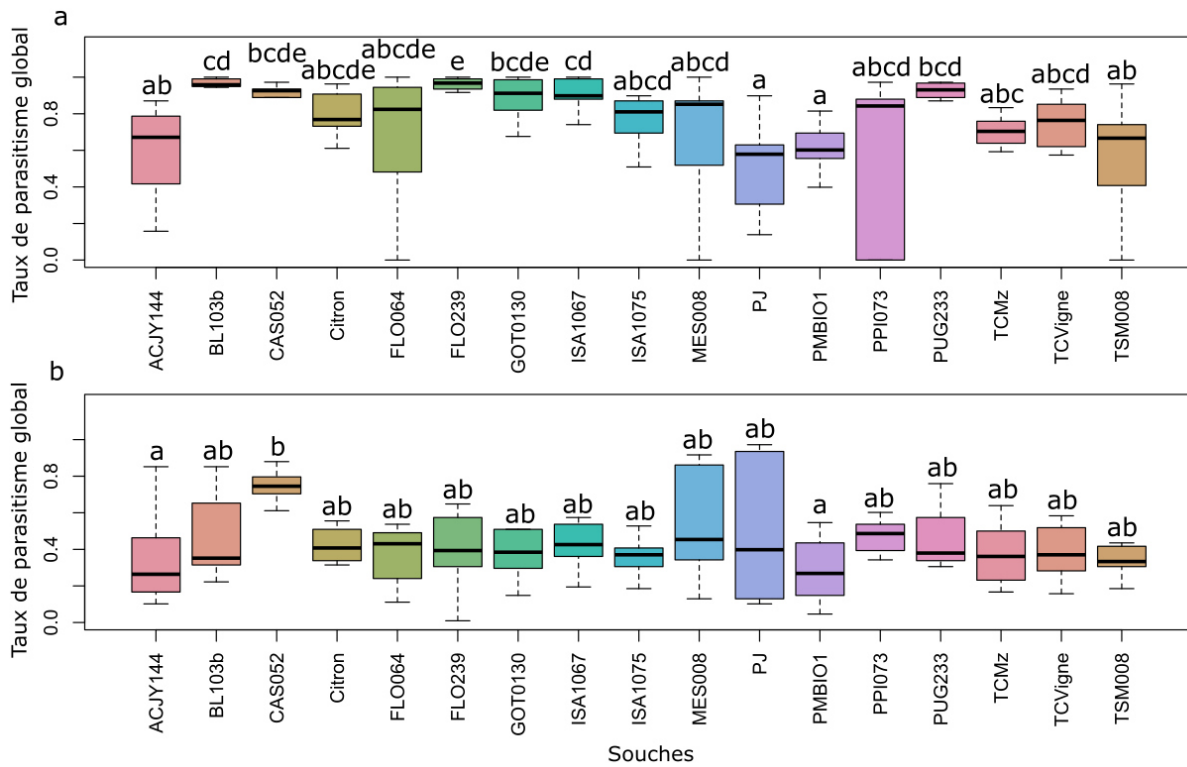 a
Taux de parasitisme global
0.8
0.4
0.0
ab cd bcde abcde abcde e bcde cd abcd abcd a a abcd bcd abc abcd ab
ACJY144 BL103b CAS052 Citron FLO064 FLO239 GOT0130 ISA1067 ISA1075 MES008 PJ PMBIO1 PPI073 PUG233 TCMz TCVigne TSM008
b
Taux de parasitisme global
0.8
0.4
0.0
a ab b ab ab ab ab ab ab ab ab a ab ab ab ab ab
ACJY144 BL103b CAS052 Citron FLO064 FLO239 GOT0130 ISA1067 ISA1075 MES008 PJ PMBIO1 PPI073 PUG233 TCMz TCVigne TSM008
Souches